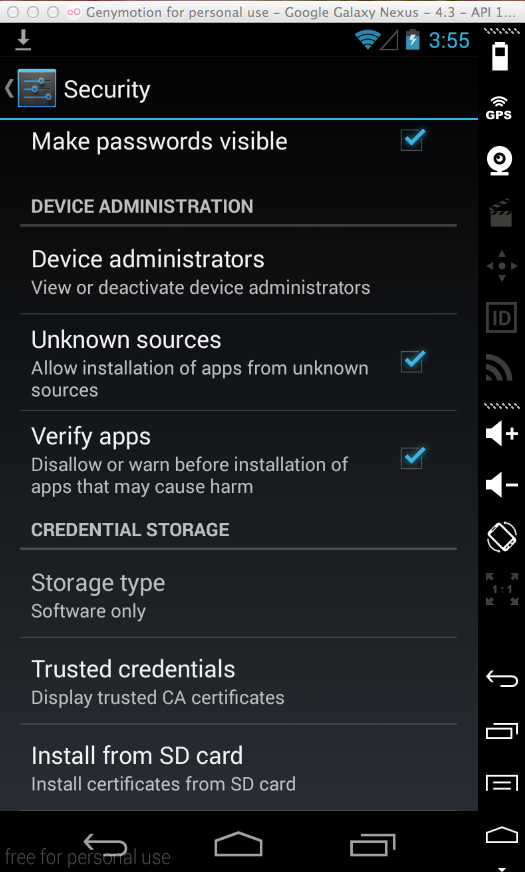 Genymotion for personal use - Google Galaxy Nexus - 4.3 - API 1...
3:55
Security
GPS
Make passwords visible
DEVICE ADMINISTRATION
Device administrators
View or deactivate device administrators
ID
Unknown sources
Allow installation of apps from unknown
sources
Verify apps
Disallow or warn before installation of
apps that may cause harm
CREDENTIAL STORAGE
Storage type
Software only
1:1
Trusted credentials
Display trusted CA certificates
Install from SD card
Install certificates from SD card
free for personal use